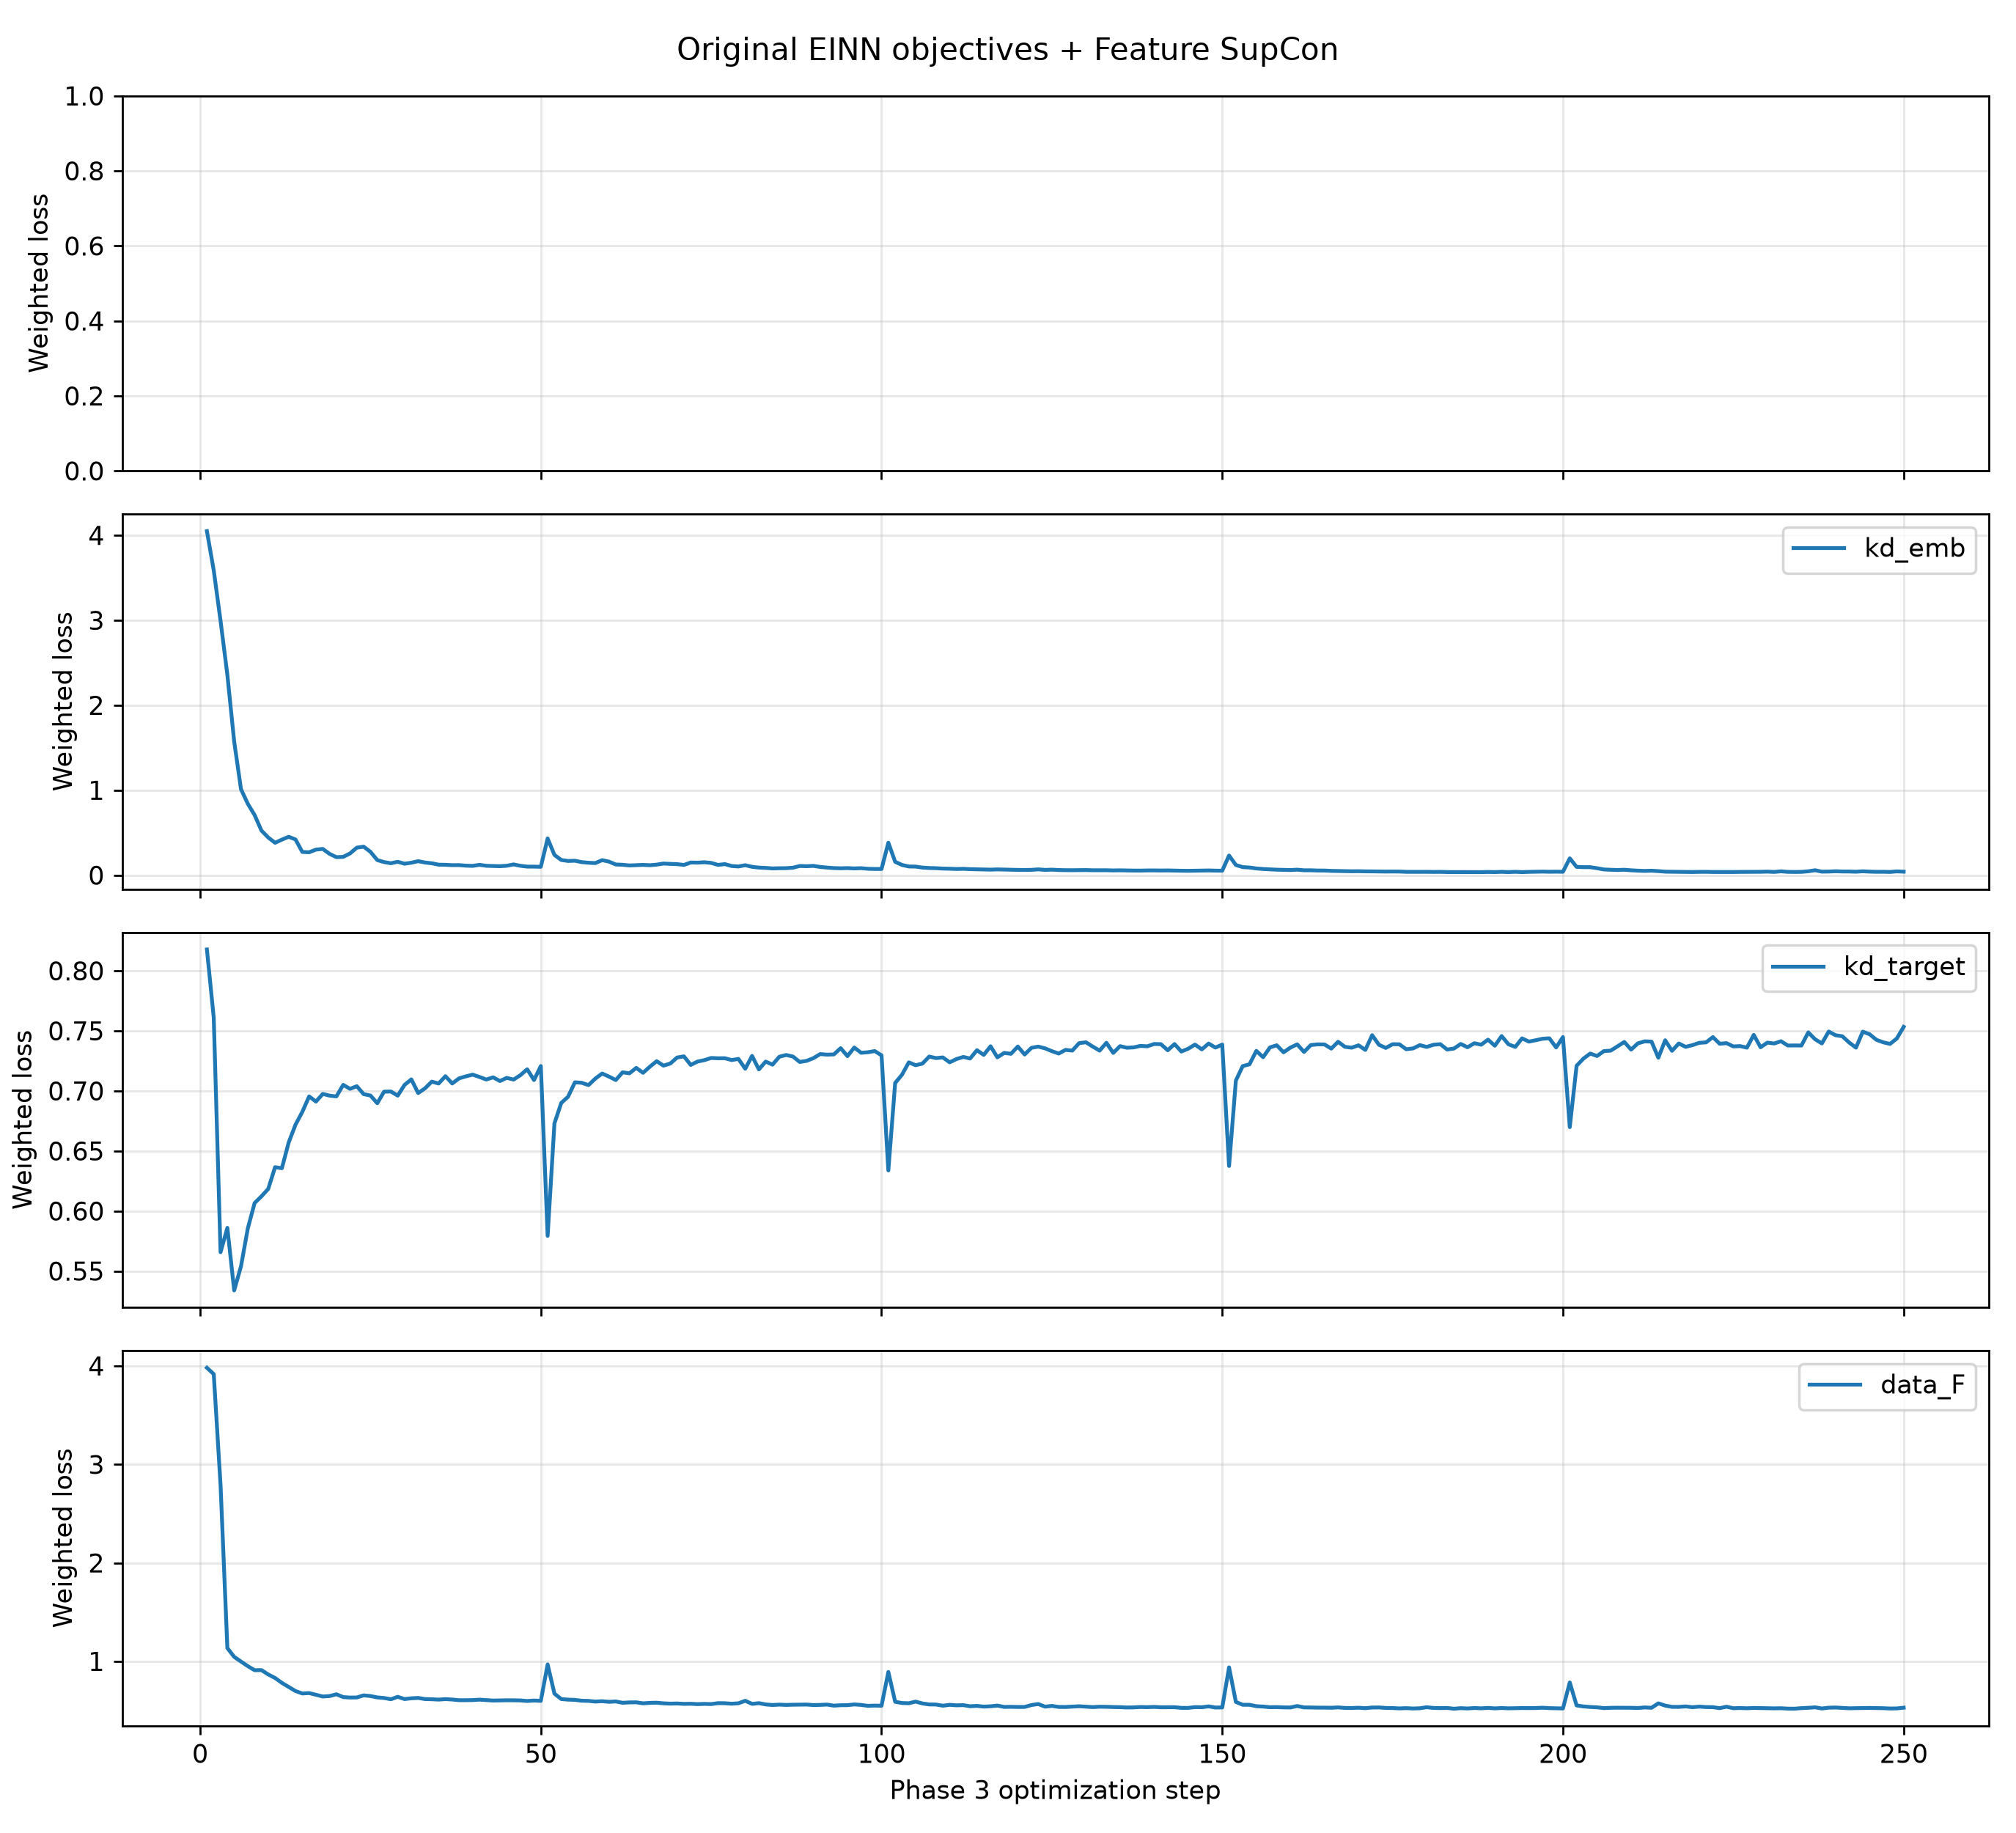 Original EINN objectives + Feature SupCon
1.0
0.8
0.6
0.4
0.2
0.0
Weighted loss
4
3
2
1
0
Weighted loss
kd_emb
0.80
0.75
0.70
0.65
0.60
0.55
Weighted loss
kd_target
4
3
2
1
Weighted loss
data_F
0 50 100 150 200 250
Phase 3 optimization step